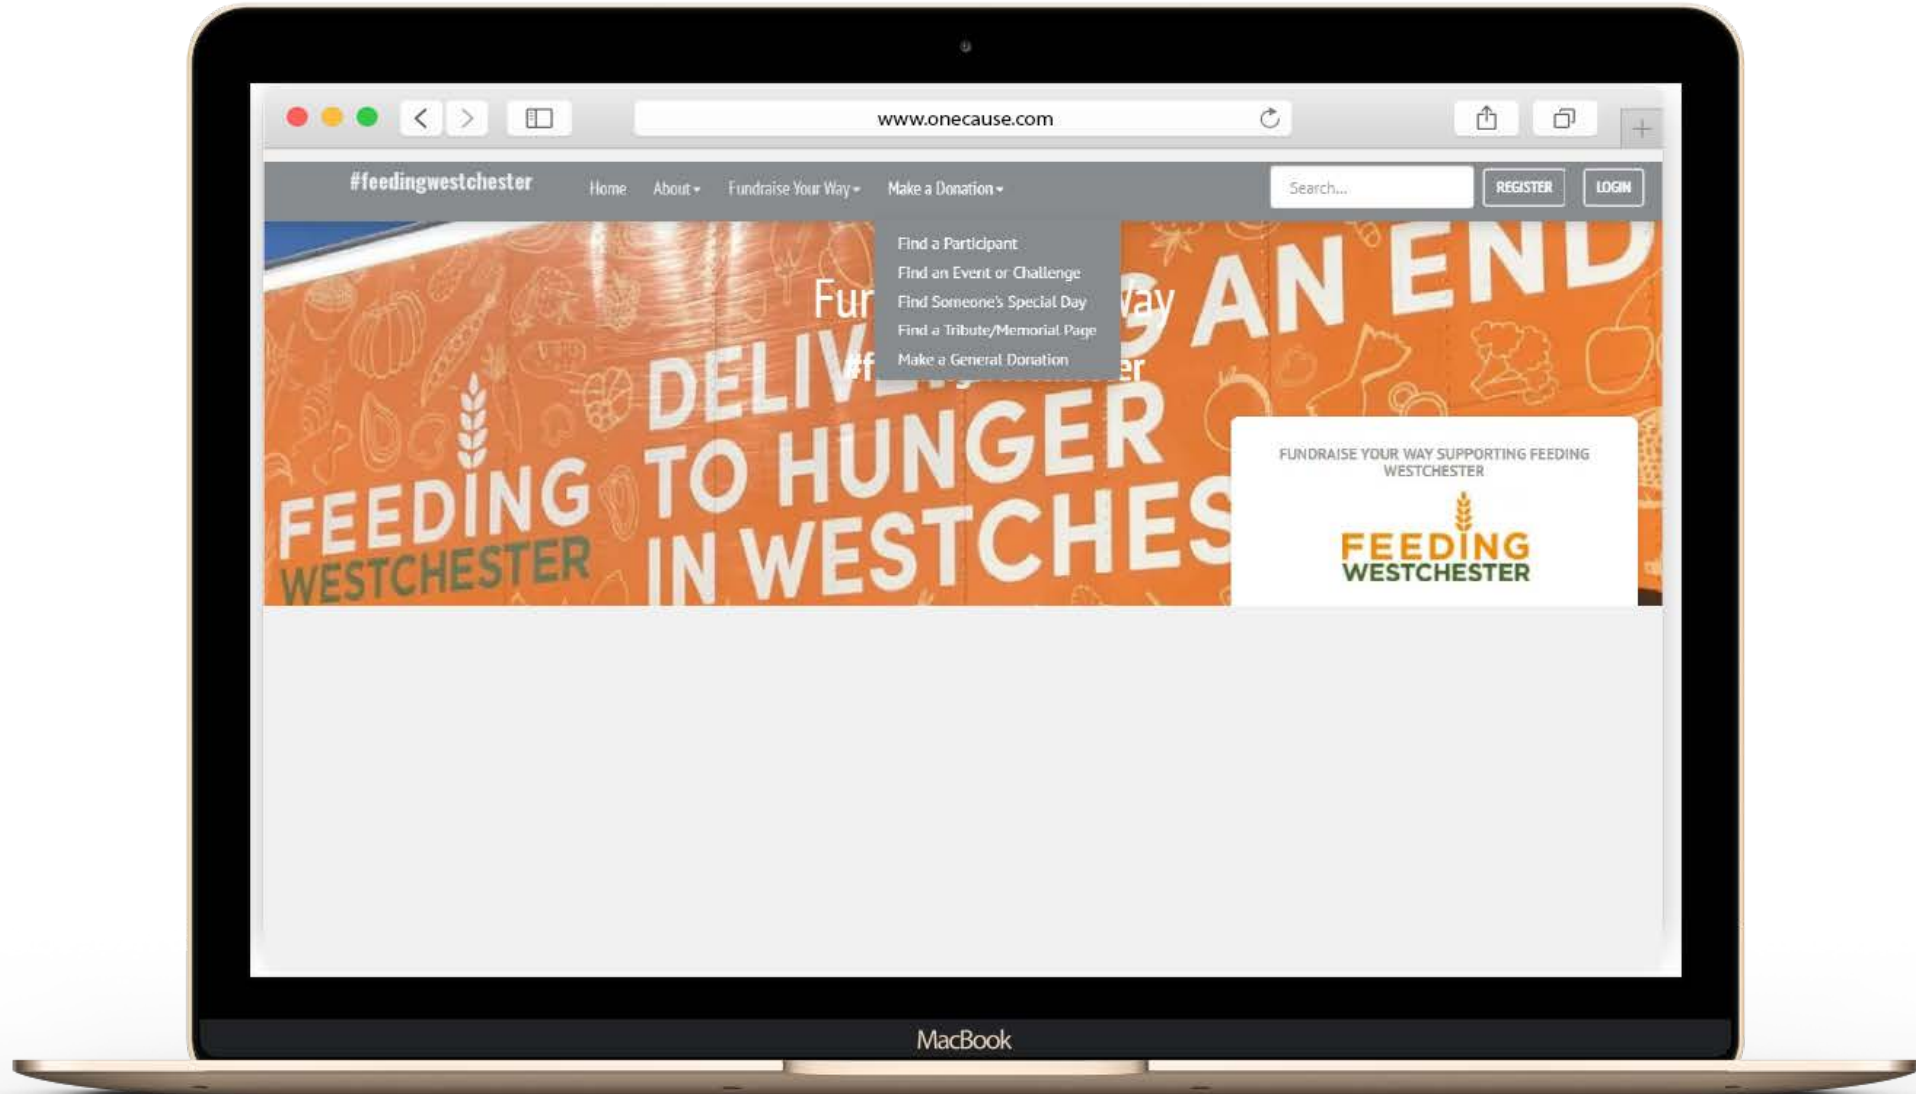 www.onecause.com
#feedingwestchester
Home About Fundraise Your Way Make a Donation
Search...
REGISTER
LOGIN
Find a Participant
Find an Event or Challenge
Find Someone's Special Day
Find a Tribute/Memorial Page
Make a General Donation
AN END
DELIV
TO HUNGER
IN WESTCHES
FEEDING
WESTCHESTER
FUNDRAISE YOUR WAY SUPPORTING FEEDING
WESTCHESTER
FEEDING
WESTCHESTER
MacBook